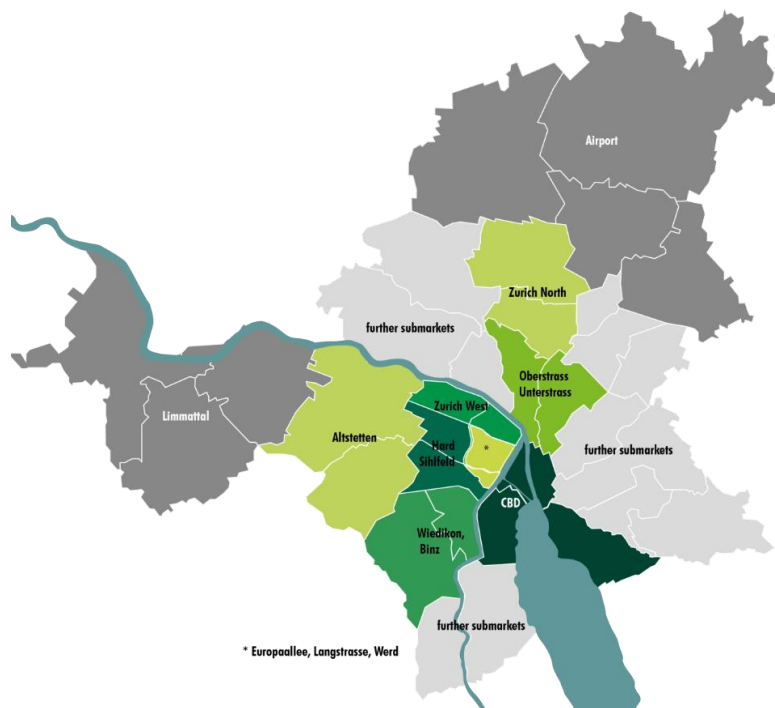 Airport
Zurich North
further submarkets
Oberstrass
Unterstrass
Zurich West
Limmattal
Altstetten
Hard
Sihlfeld
*
further submarkets
CBD
Wiedikon,
Binz
further submarkets
* Europaallee, Langstrasse, Werd